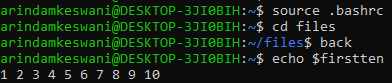 arindamkeswani@DESKTOP-3JI0BIH:~$ source .bashrc
arindamkeswani@DESKTOP-3JI0BIH:~$ cd files
arindamkeswani@DESKTOP-3JI0BIH:~/files$ back
arindamkeswani@DESKTOP-3JI0BIH:~$ echo $firstten
1 2 3 4 5 6 7 8 9 10